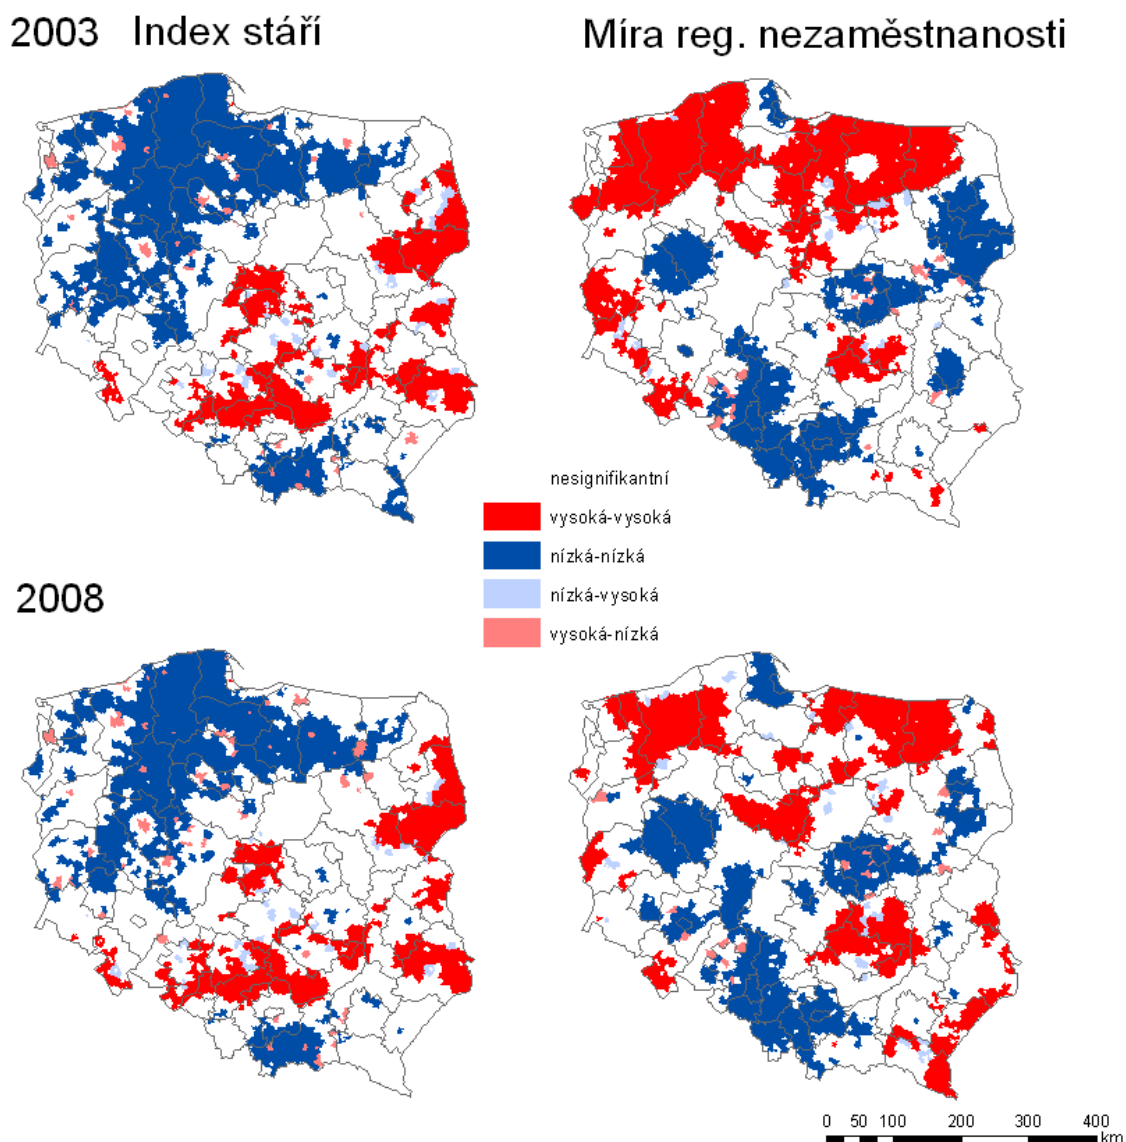 2003 Index stáří Míra reg. nezaměstnanosti
nesignifikantní
vysoká-vysoká
nízká-nízká
nízká-vysoká
vysoká-nízká
2008
0 50 100 200 300 400
km